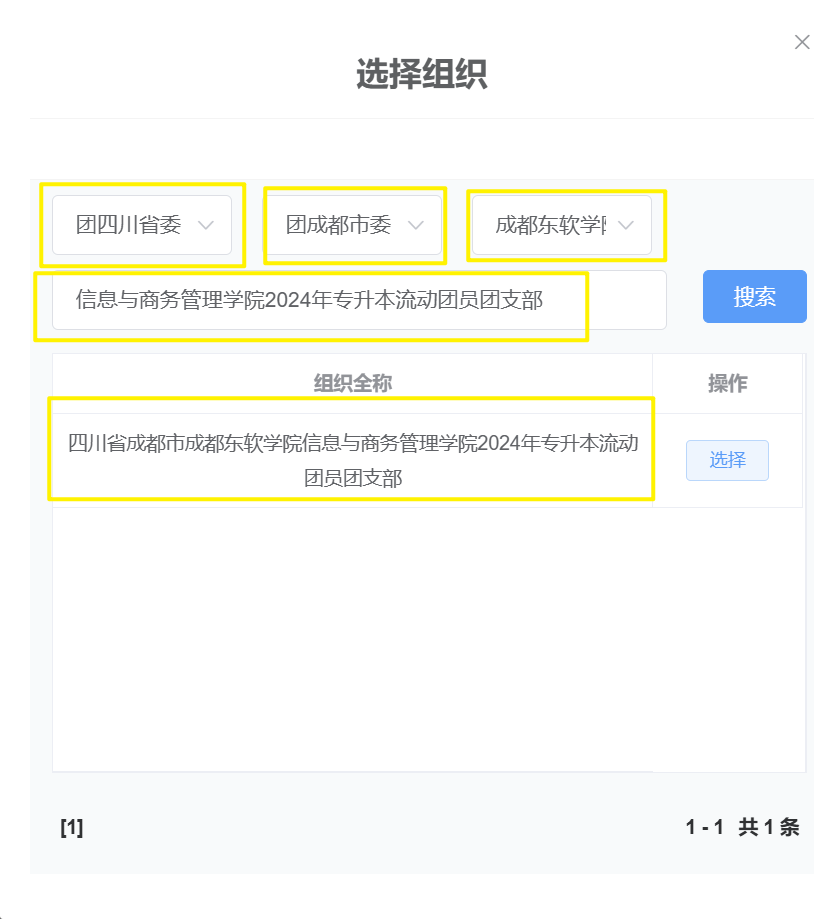 选择组织
团四川省委
团成都市委
成都东软学
信息与商务管理学院2024年专升本流动团员团支部
搜索
组织全称
操作
四川省成都市成都东软学院信息与商务管理学院2024年专升本流动
团员团支部
选择
[1]
1 - 1 共 1 条